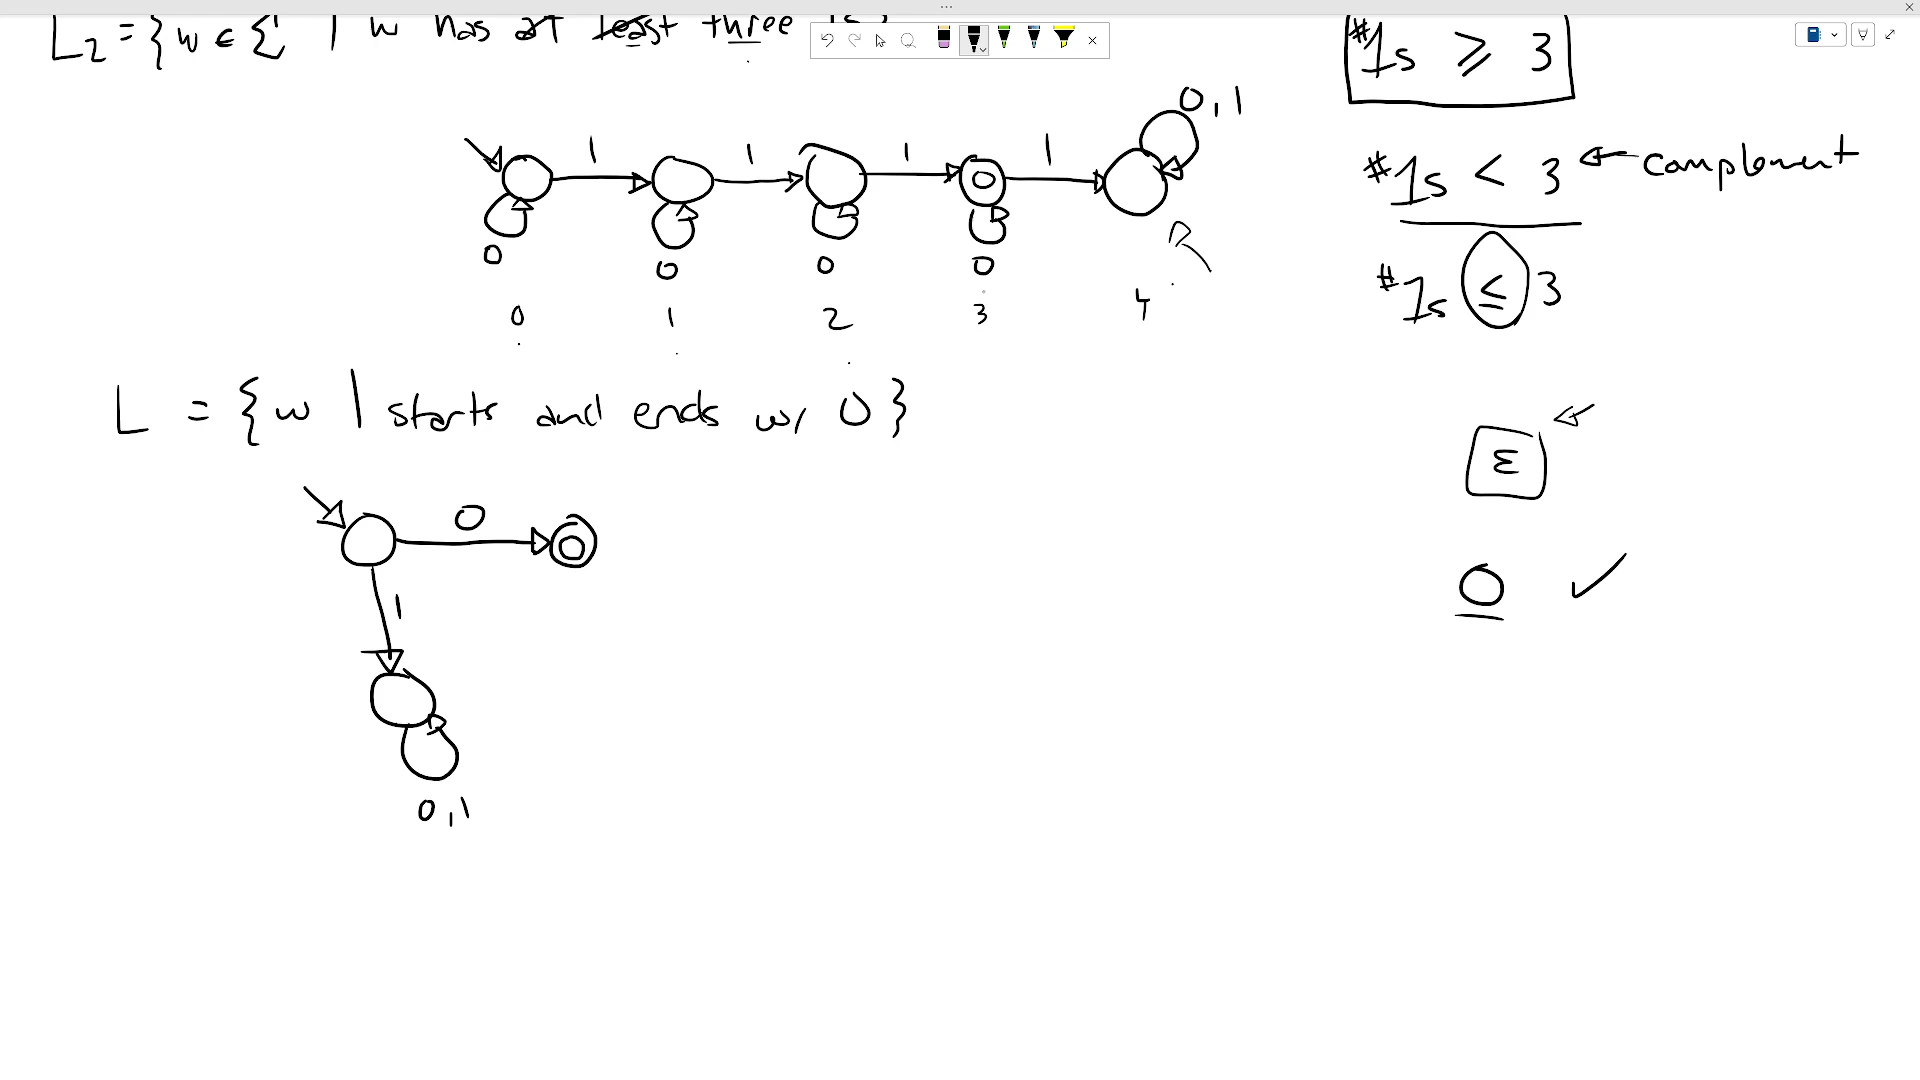 L2 = { w ∈ Σ* | w has at least three 1s }
#1s ≥ 3
0, 1
1 1 1 1
#1s < 3 ← complement
0 0 0 0
#1s ≤ 3
0 1 2 3 4
L = { w | starts and ends w/ 0 }
ε
0
0 ✓
1
0, 1